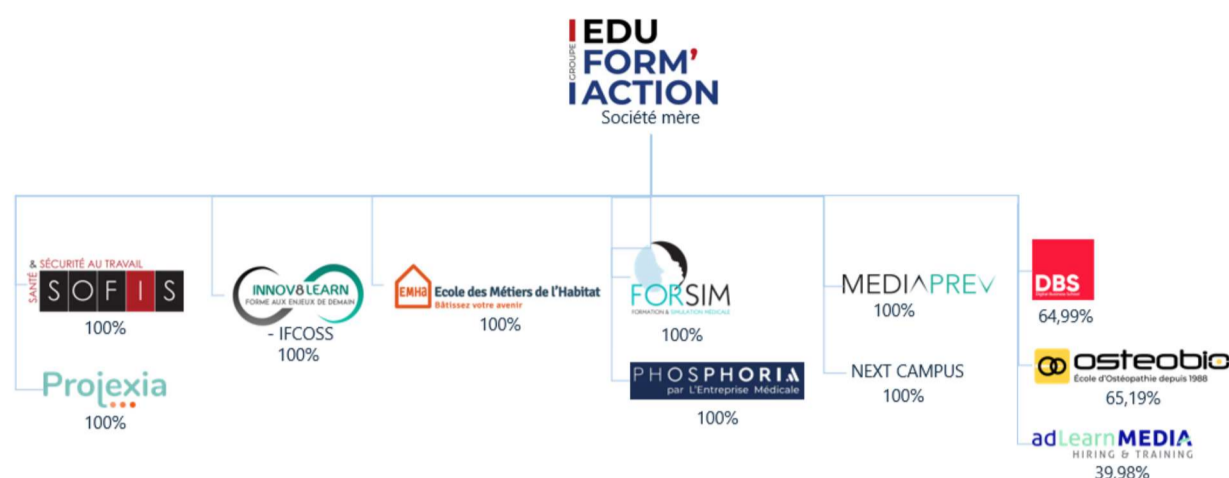 GROUPE
EDU
FORM'
ACTION
Société mère
SANTÉ
& SÉCURITÉ AU TRAVAIL
SOFIS
100%
INNOV8LEARN
FORME AUX ENJEUX DE DEMAIN
- IFCOSS
100%
EMHa
Ecole des Métiers de l'Habitat
Bâtissez votre avenir
100%
FORSIM
FORMATION & SIMULATION MÉDICALE
100%
MEDIAPREV
100%
DBS
Digital Business School
64,99%
Projexia
100%
PHOSPHORIA
par L'Entreprise Médicale
100%
NEXT CAMPUS
100%
osteobio
École d'Ostéopathie depuis 1988
65,19%
adLearnMEDIA
HIRING & TRAINING
39,98%